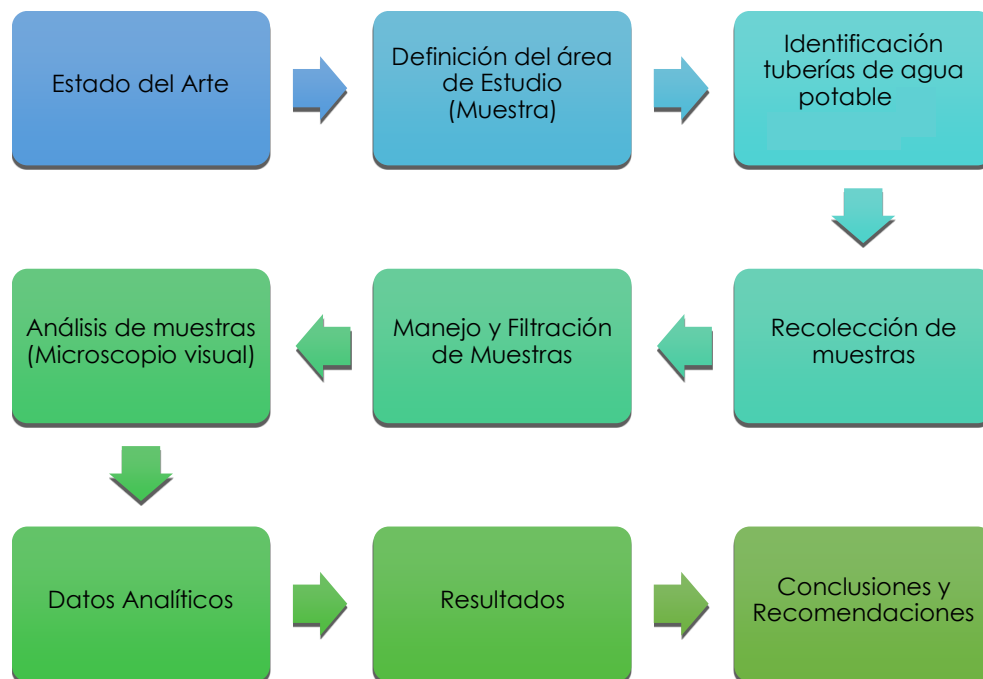 Estado del Arte
Definición del área
de Estudio
(Muestra)
Identificación
tuberías de agua
potable
Recolección de
muestras
Manejo y Filtración
de Muestras
Análisis de muestras
(Microscopio visual)
Datos Analíticos
Resultados
Conclusiones y
Recomendaciones